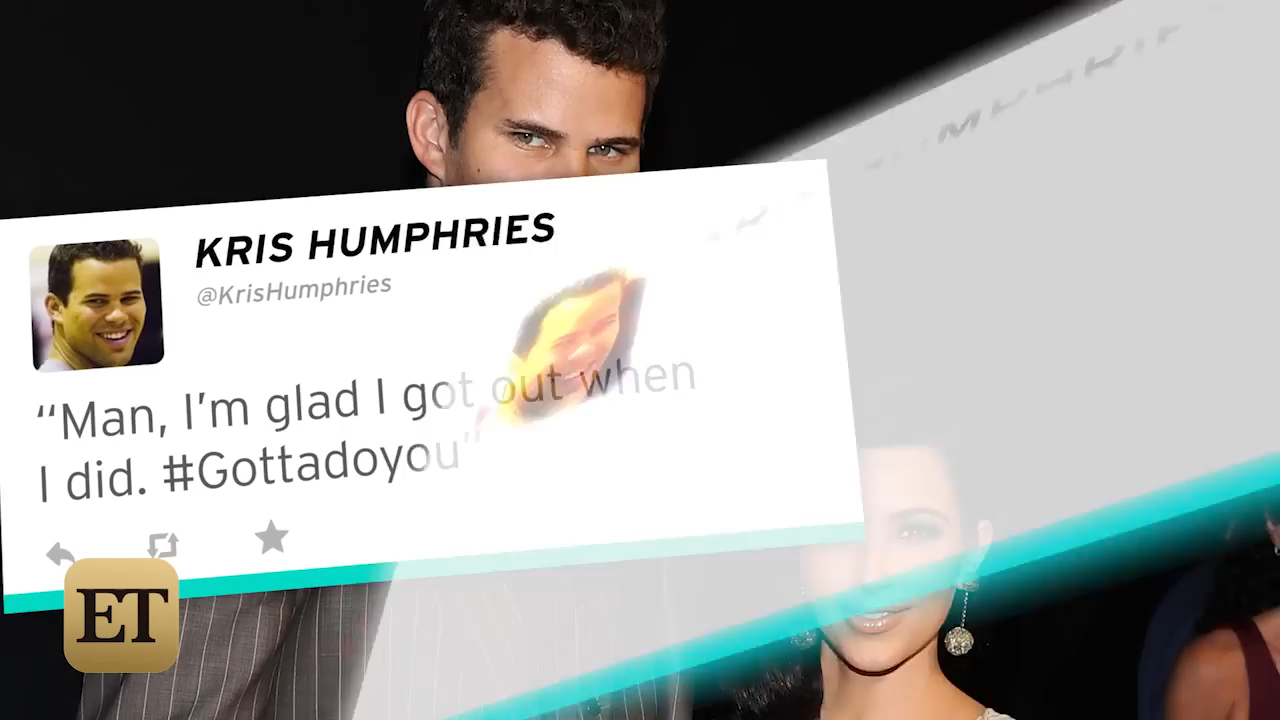 KRIS HUMPHRIES
@KrisHumphries
“Man, I’m glad I got out when
I did. #Gottadoyou”
ET